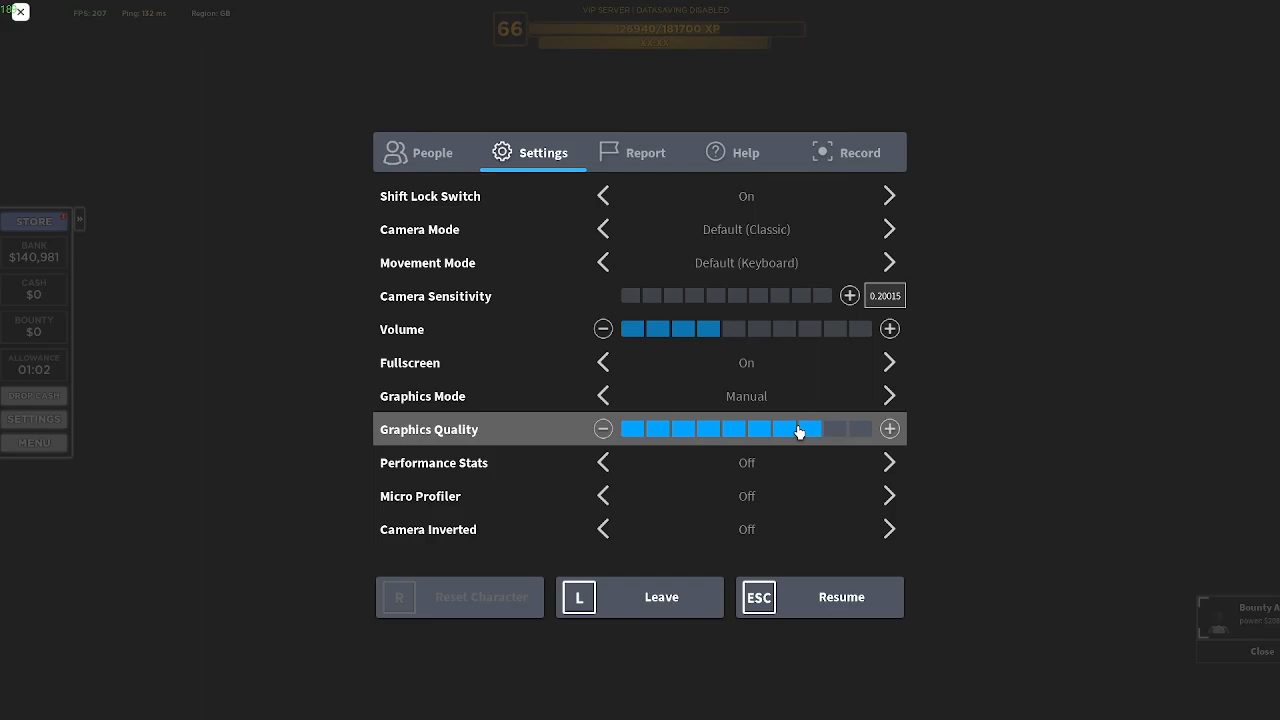 FPS: 207 Ping: 132 ms Region: GB
VIP SERVER | DATASAVING DISABLED
66
126940/181700 XP
XX:XX
People Settings Report Help Record
Shift Lock Switch On
Camera Mode Default (Classic)
Movement Mode Default (Keyboard)
Camera Sensitivity 0.20015
Volume
Fullscreen On
Graphics Mode Manual
Graphics Quality
Performance Stats Off
Micro Profiler Off
Camera Inverted Off
R Reset Character
L Leave
ESC Resume
STORE
BANK
$140,981
CASH
$0
BOUNTY
$0
ALLOWANCE
01:02
DROP CASH
SETTINGS
MENU
Bounty A
Close